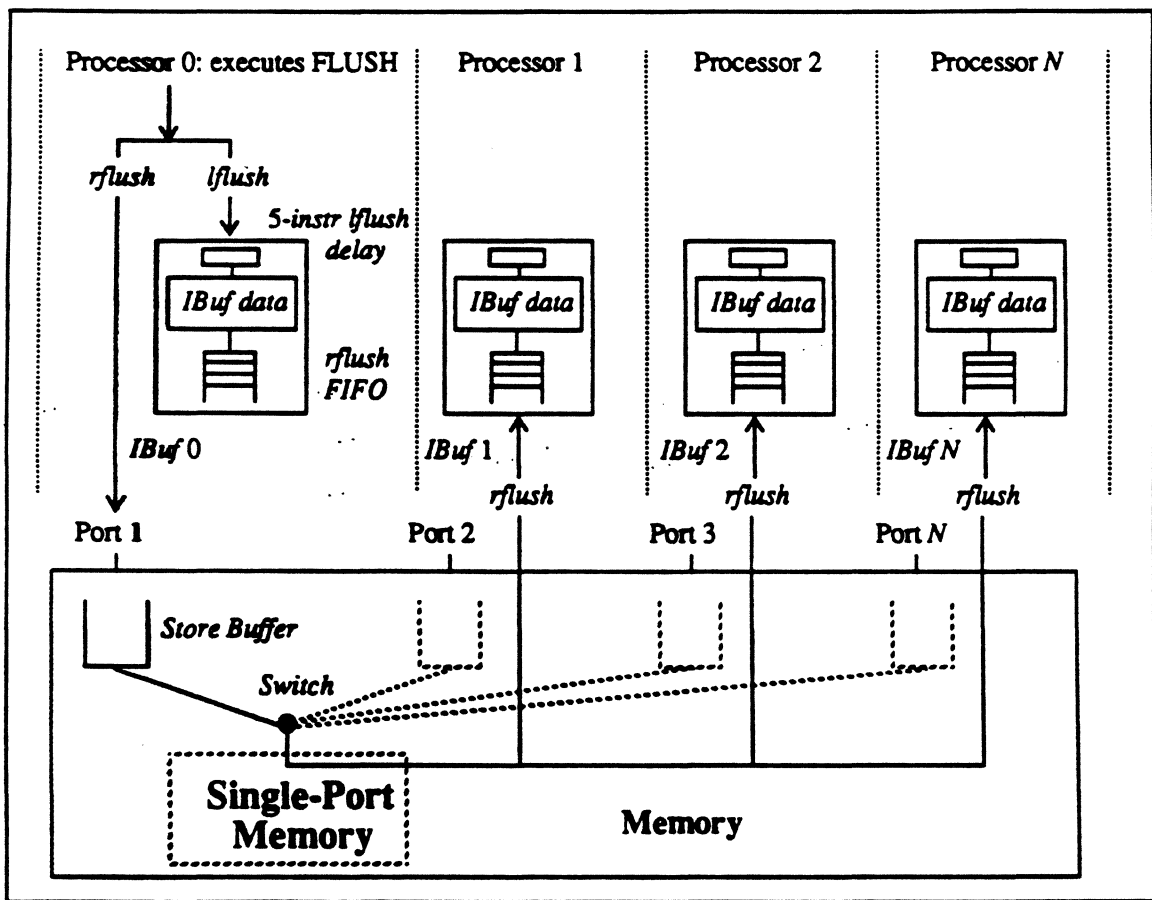 Processor 0: executes FLUSH
Processor 1
Processor 2
Processor N
rflush
lflush
5-instr lflush
delay
IBuf data
IBuf data
IBuf data
IBuf data
rflush
FIFO
IBuf 0
IBuf 1
IBuf 2
IBuf N
rflush
rflush
rflush
Port 1
Port 2
Port 3
Port N
Store Buffer
Switch
Single-Port
Memory
Memory